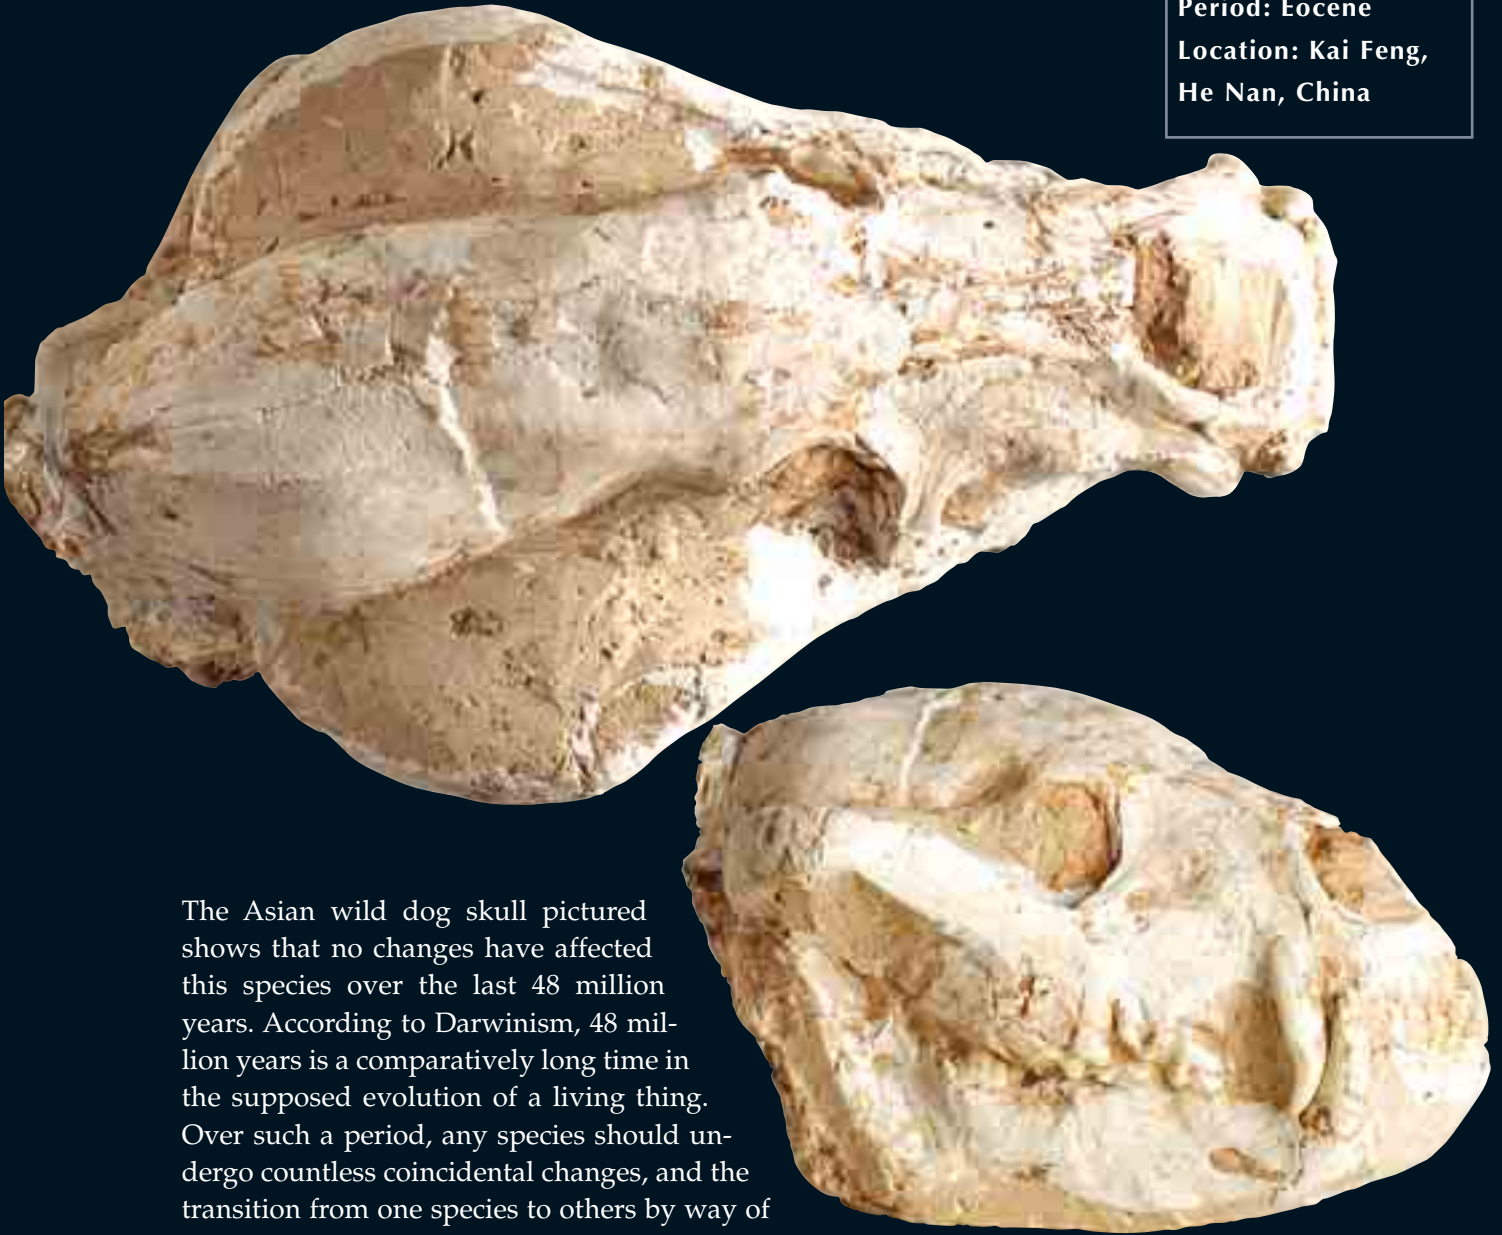 Period: Eocene
Location: Kai Feng,
He Nan, China
The Asian wild dog skull pictured
shows that no changes have affected
this species over the last 48 million
years. According to Darwinism, 48 mil-
lion years is a comparatively long time in
the supposed evolution of a living thing.
Over such a period, any species should un-
dergo countless coincidental changes, and the
transition from one species to others by way of